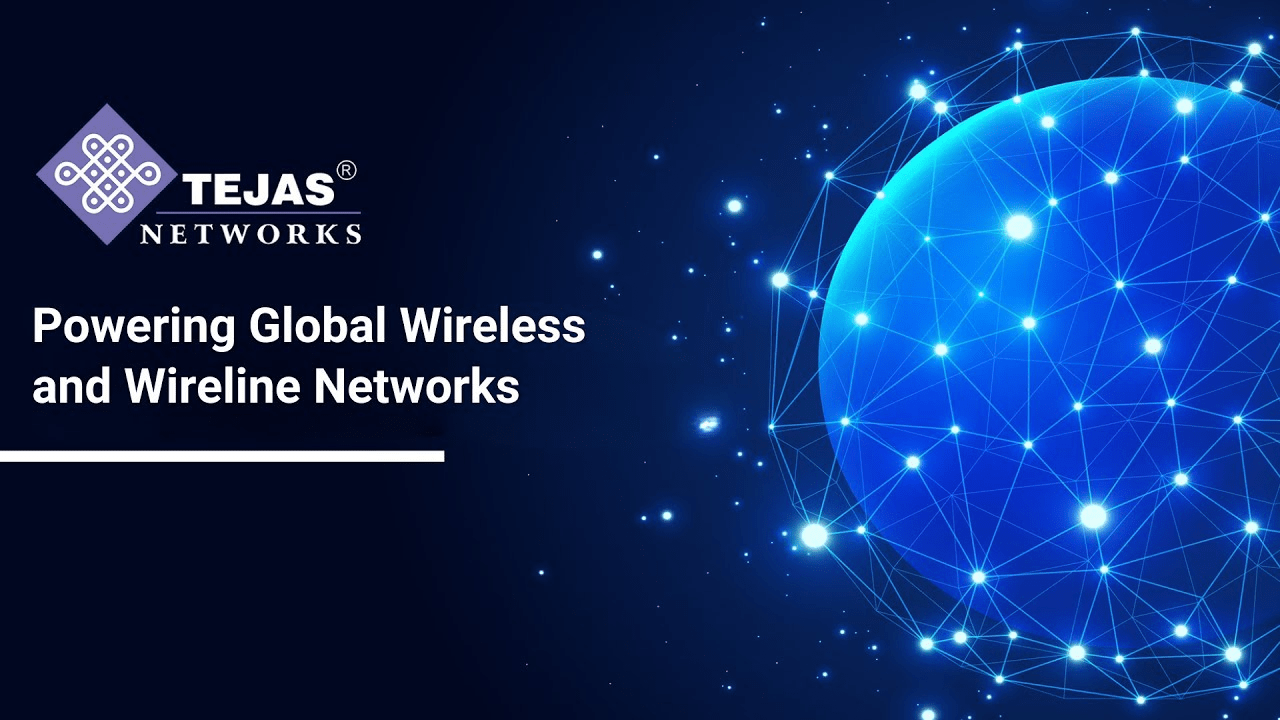 TEJAS®
NETWORKS
Powering Global Wireless
and Wireline Networks